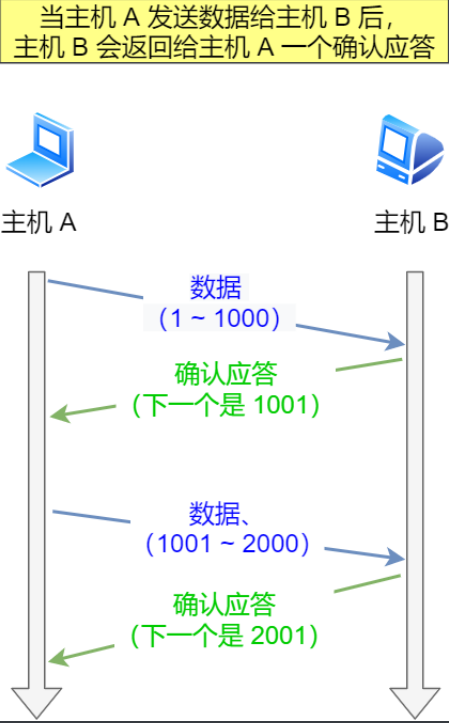 当主机 A 发送数据给主机 B 后，
主机 B 会返回给主机 A 一个确认应答
主机 A
主机 B
数据
（1 ~ 1000）
确认应答
(下一个是 1001)
数据、
（1001 ~ 2000）
确认应答
(下一个是 2001)